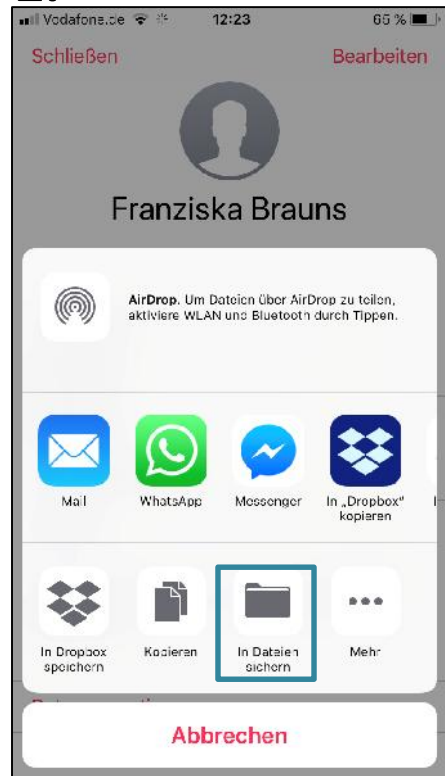 Vodafone.de 12:23 65 %
Schließen Bearbeiten
Franziska Brauns
AirDrop. Um Dateien über AirDrop zu teilen,
aktiviere WLAN und Bluetooth durch Tippen.
Mail WhatsApp Messenger In „Dropbox“
kopieren
In Dropbox Kopieren In Dateien Mehr
speichern sichern
Abbrechen